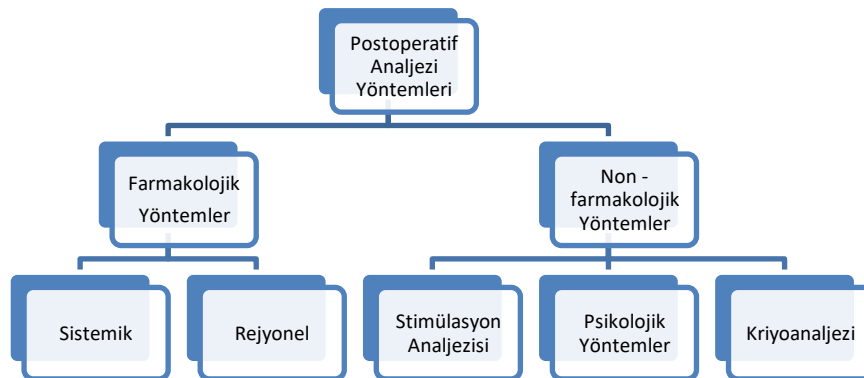 Postoperatif
Analjezi
Yöntemleri
Farmakolojik
Yöntemler
Non -
farmakolojik
Yöntemler
Sistemik
Rejyonel
Stimülasyon
Analjezisi
Psikolojik
Yöntemler
Kriyoanaljezi